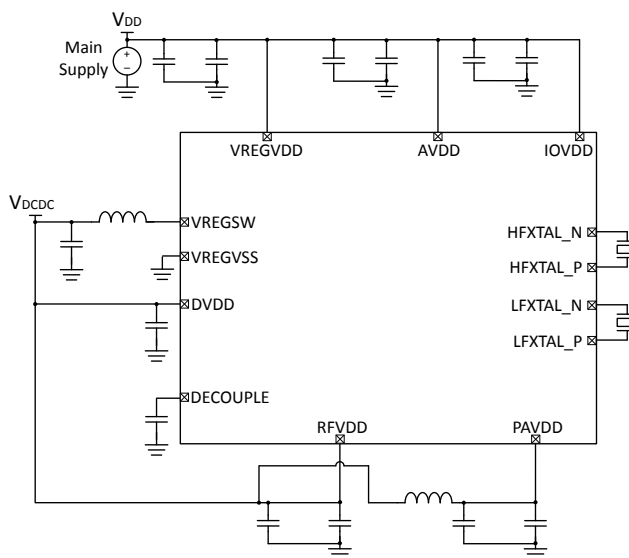 VDD
Main
Supply
+
–
VREGVDD
AVDD
IOVDD
VDCDC
VREGSW
HFXTAL_N
VREGVSS
HFXTAL_P
DVDD
LFXTAL_N
LFXTAL_P
DECOUPLE
RFVDD
PAVDD